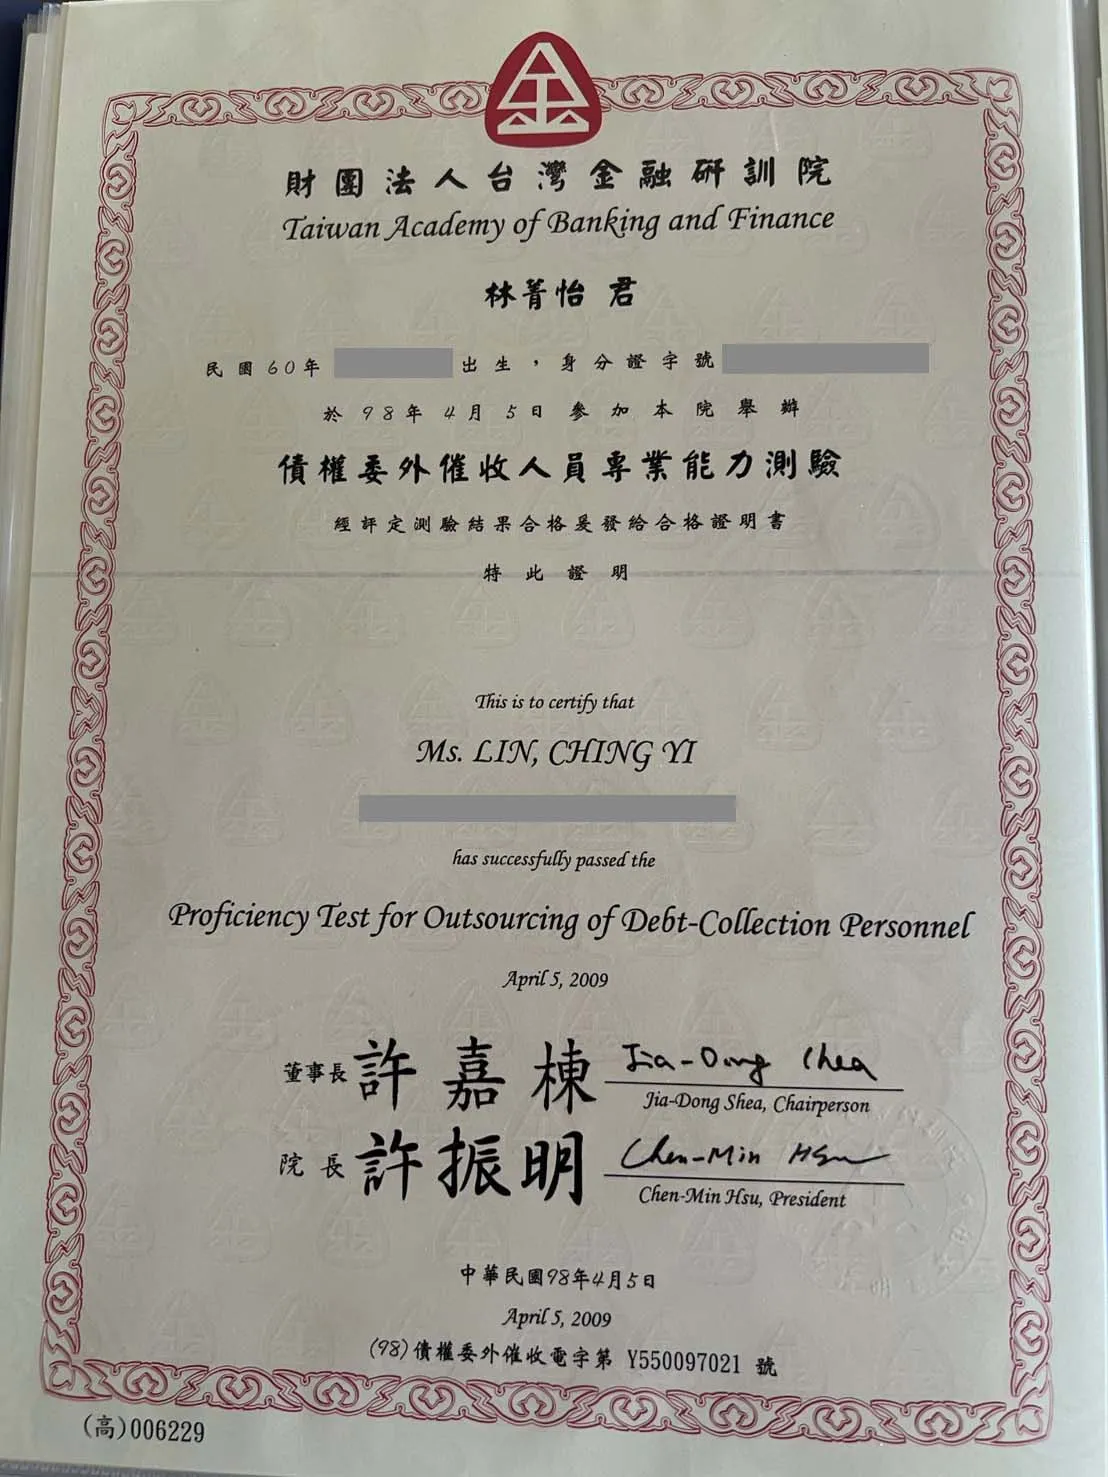 財團法人台灣金融研訓院
Taiwan Academy of Banking and Finance
林菁怡 君
民國60年 出生，身分證字號
於98年4月5日參加本院舉辦
債權委外催收人員專業能力測驗
經評定測驗結果合格爰發給合格證明書
特此證明
This is to certify that
Ms. LIN, CHING YI
has successfully passed the
Proficiency Test for Outsourcing of Debt-Collection Personnel
April 5, 2009
董事長 許嘉棟 Jia-Dong Shea
Jia-Dong Shea, Chairperson
院長 許振明 Chen-Min Hsu
Chen-Min Hsu, President
中華民國98年4月5日
April 5, 2009
(98)債權委外催收電字第 Y550097021 號
(高)006229